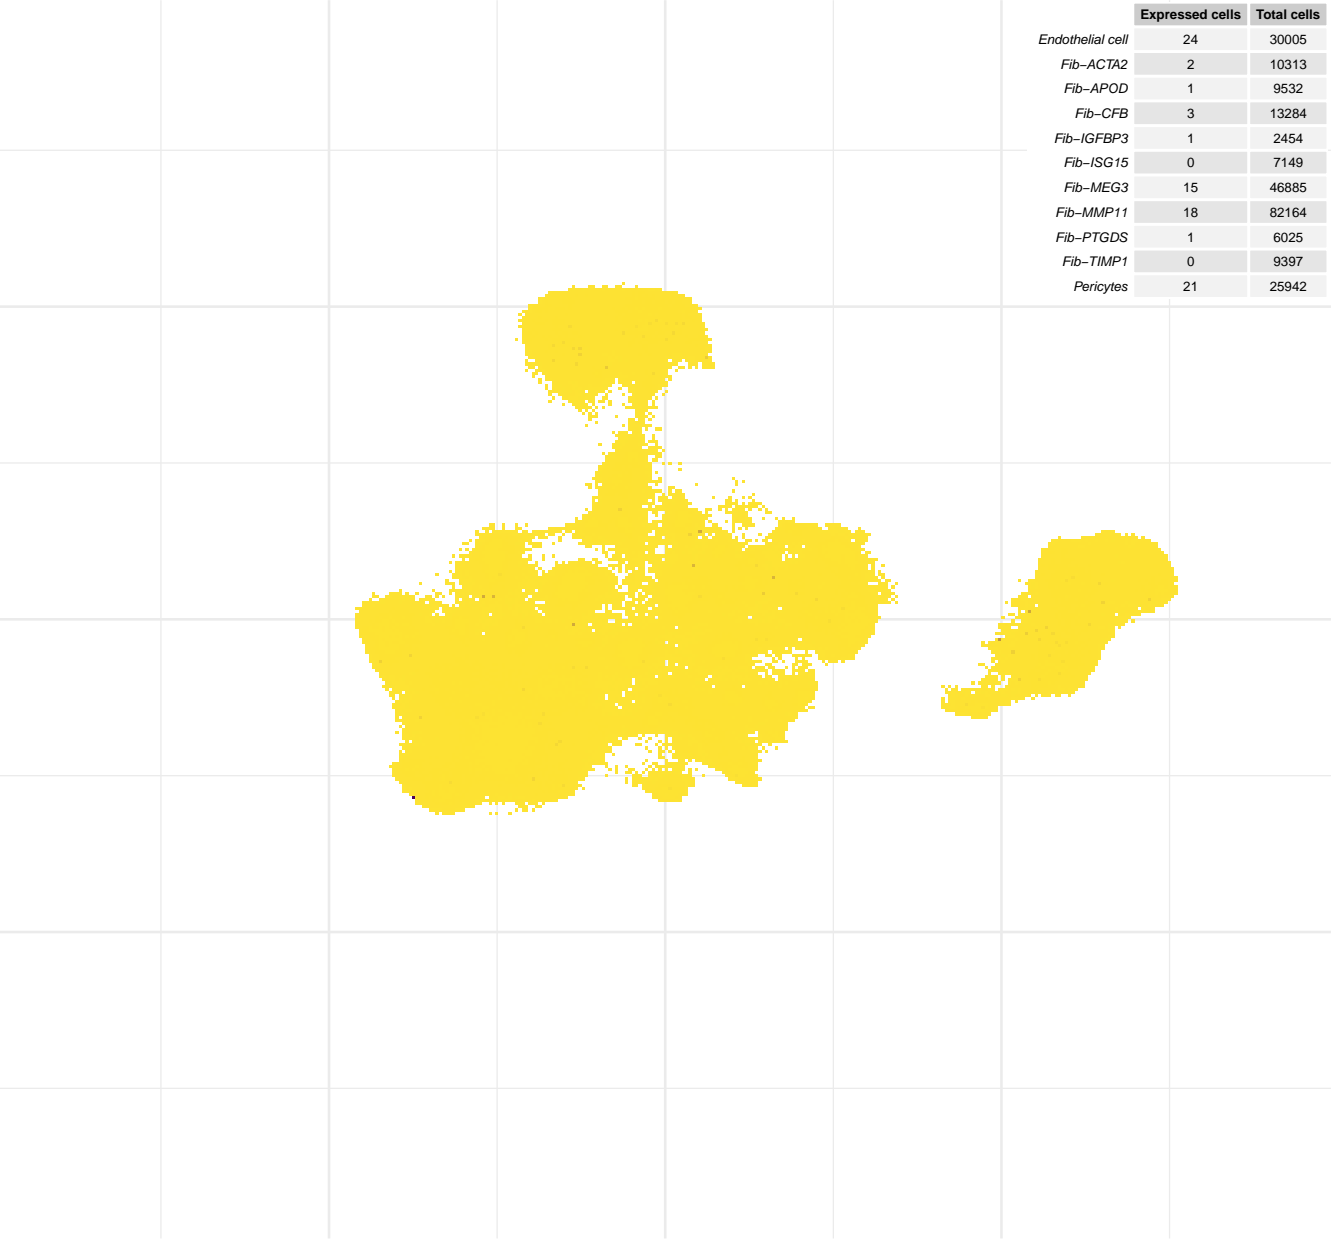 Expressed cells Total cells
Endothelial cell 24 30005
Fib−ACTA2 2 10313
Fib−APOD 1 9532
Fib−CFB 3 13284
Fib−IGFBP3 1 2454
Fib−ISG15 0 7149
Fib−MEG3 15 46885
Fib−MMP11 18 82164
Fib−PTGDS 1 6025
Fib−TIMP1 0 9397
Pericytes 21 25942